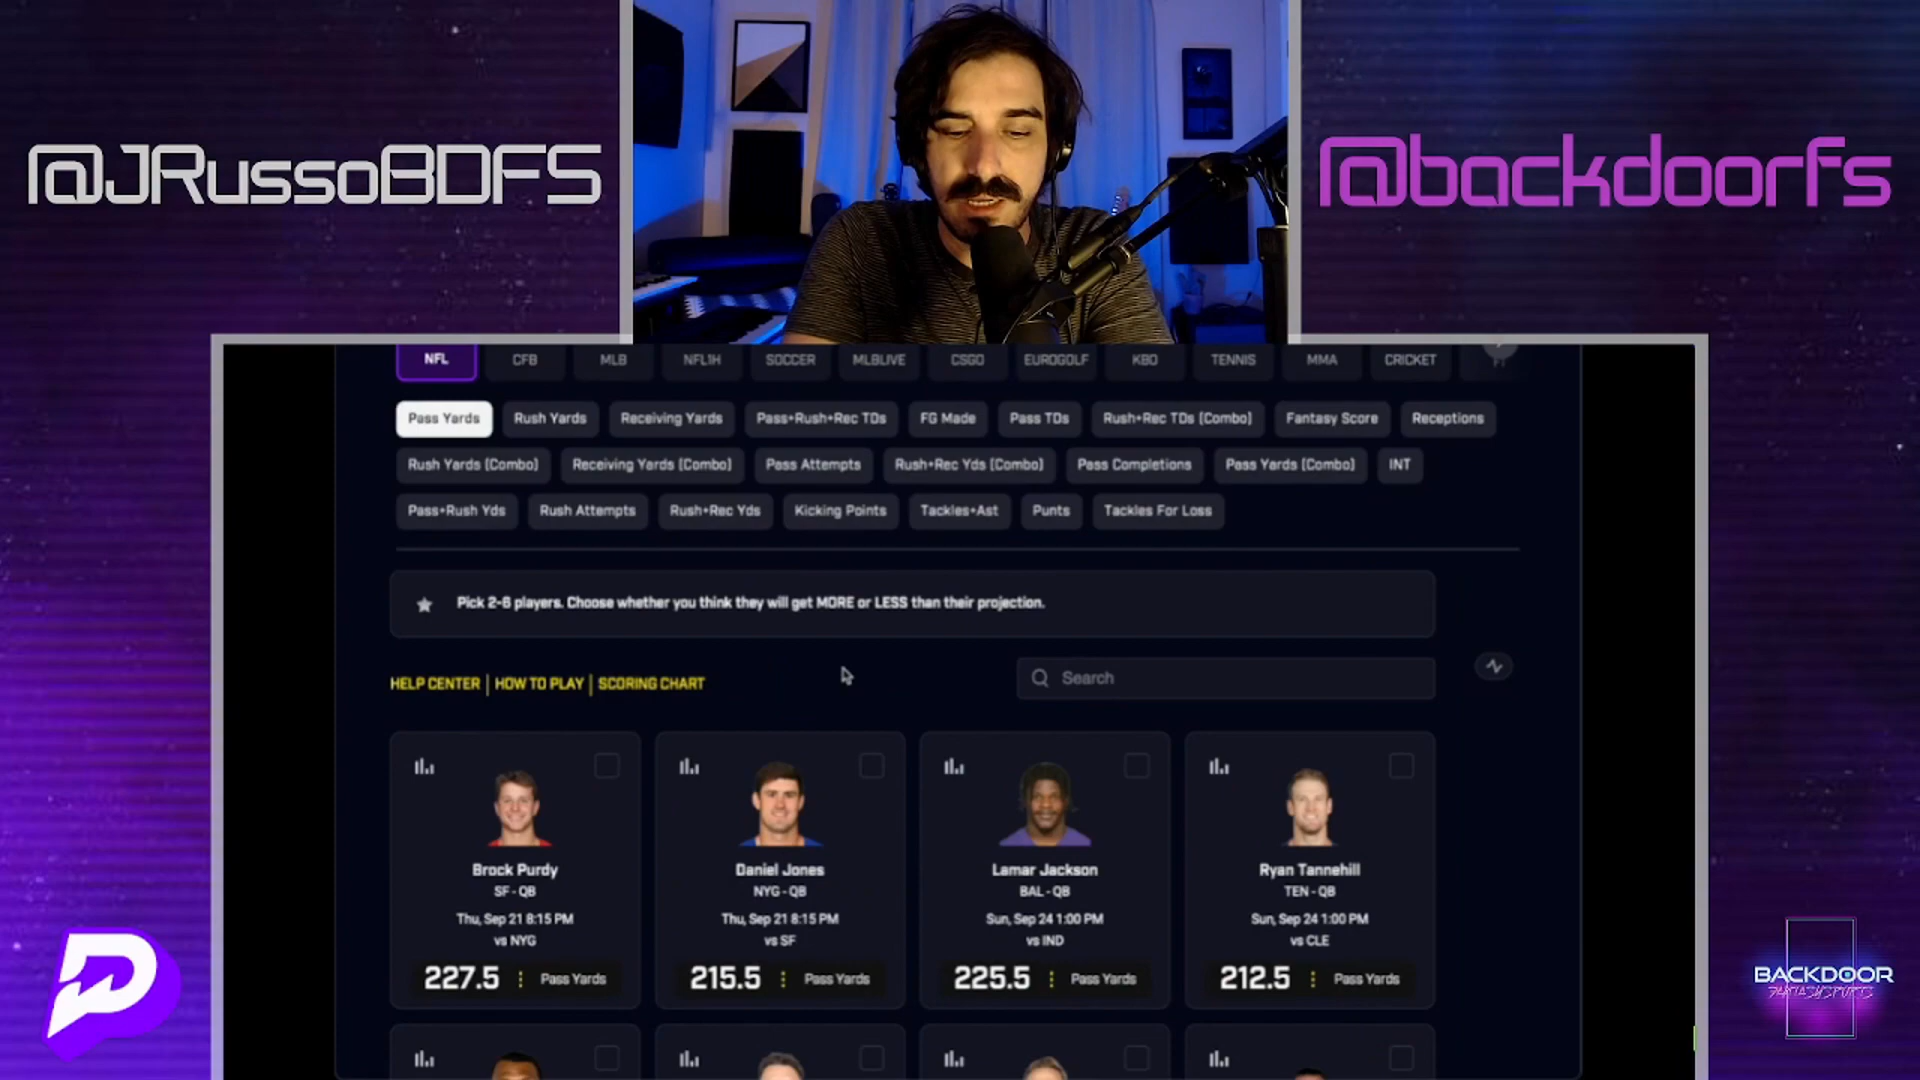 @JRussoBDFS
@backdoorfs
NFL CFB MLB NFL1H SOCCER MLBLIVE CSGO EUROGOLF KBO TENNIS MMA CRICKET
Pass Yards Rush Yards Receiving Yards Pass+Rush+Rec TDs FG Made Pass TDs Rush+Rec TDs (Combo) Fantasy Score Receptions
Rush Yards (Combo) Receiving Yards (Combo) Pass Attempts Rush+Rec Yds (Combo) Pass Completions Pass Yards (Combo) INT
Pass+Rush Yds Rush Attempts Rush+Rec Yds Kicking Points Tackles+Ast Punts Tackles For Loss
Pick 2-6 players. Choose whether you think they will get MORE or LESS than their projection.
HELP CENTER | HOW TO PLAY | SCORING CHART
Search
Brock Purdy
SF - QB
Thu, Sep 21 8:15 PM
vs NYG
227.5 Pass Yards
Daniel Jones
NYG - QB
Thu, Sep 21 8:15 PM
vs SF
215.5 Pass Yards
Lamar Jackson
BAL - QB
Sun, Sep 24 1:00 PM
vs IND
225.5 Pass Yards
Ryan Tannehill
TEN - QB
Sun, Sep 24 1:00 PM
vs CLE
212.5 Pass Yards
P
BACKDOOR
FANTASY SPORTS